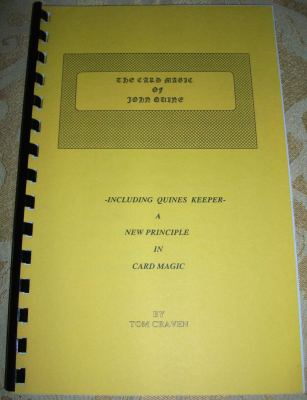 THE CARD MAGIC
OF
JOHN QUINE
-INCLUDING QUINES KEEPER-
A
NEW PRINCIPLE
IN
CARD MAGIC
BY
TOM CRAVEN